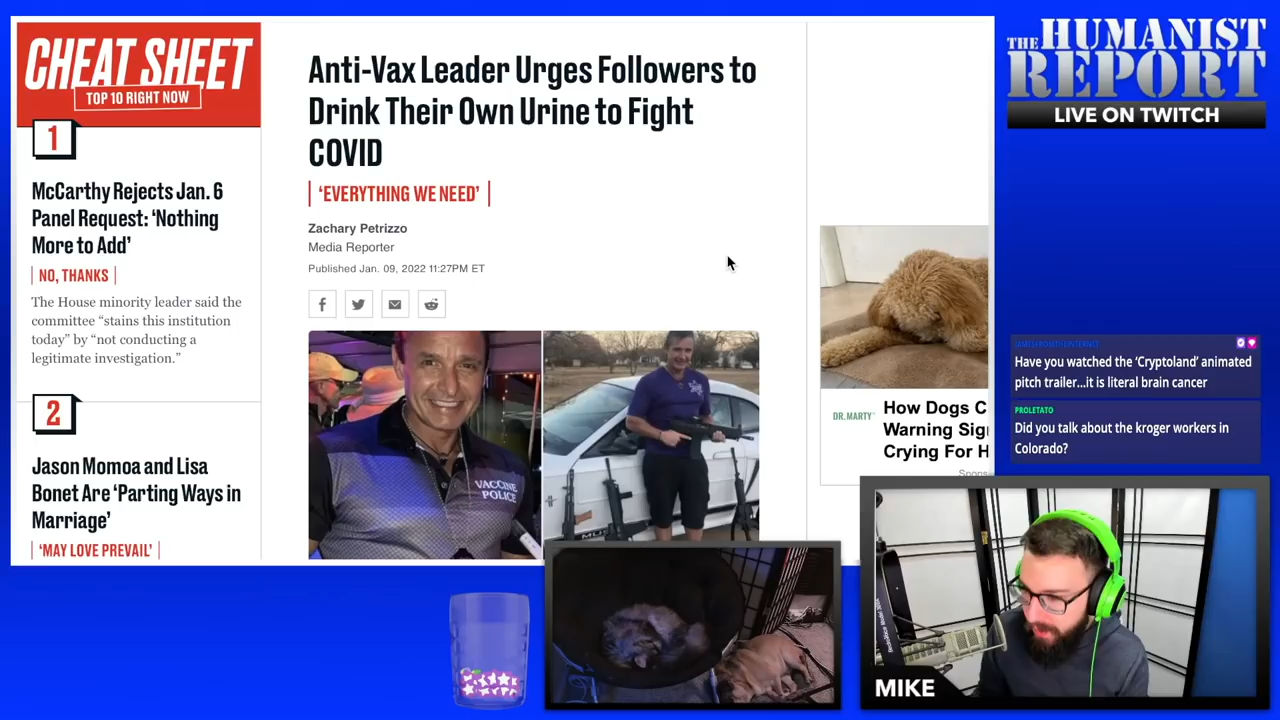 CHEAT SHEET
TOP 10 RIGHT NOW
1
McCarthy Rejects Jan. 6
Panel Request: ‘Nothing
More to Add’
NO, THANKS
The House minority leader said the
committee “stains this institution
today” by “not conducting a
legitimate investigation.”
2
Jason Momoa and Lisa
Bonet Are ‘Parting Ways in
Marriage’
‘MAY LOVE PREVAIL’
Anti-Vax Leader Urges Followers to
Drink Their Own Urine to Fight
COVID
‘EVERYTHING WE NEED’
Zachary Petrizzo
Media Reporter
Published Jan. 09, 2022 11:27PM ET
VACCINE
POLICE
DR. MARTY
How Dogs C
Warning Sig
Crying For H
Spons
THE HUMANIST
REPORT
LIVE ON TWITCH
JAMESFROMTHEINTERNET
Have you watched the ‘Cryptoland’ animated
pitch trailer...it is literal brain cancer
PROLETATO
Did you talk about the kroger workers in
Colorado?
MIKE